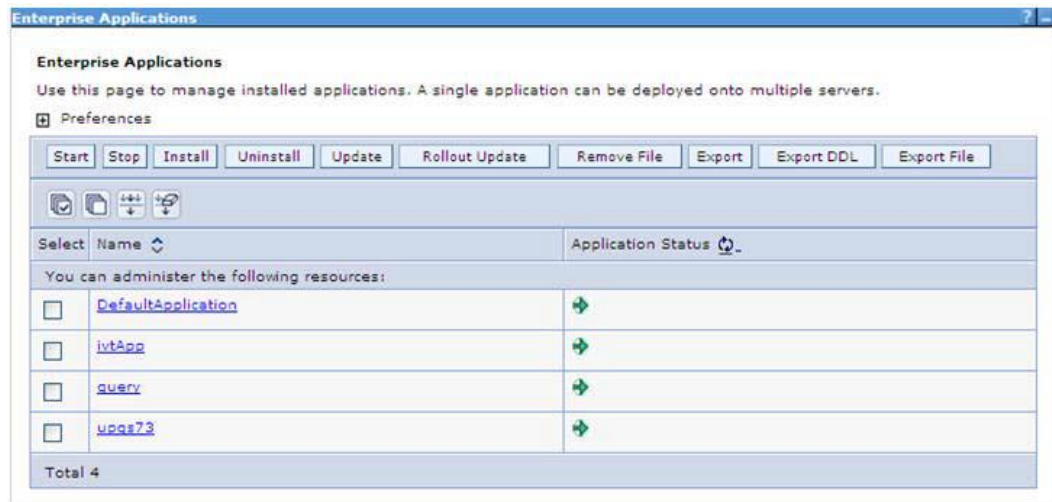 Enterprise Applications ? _
Enterprise Applications
Use this page to manage installed applications. A single application can be deployed onto multiple servers.
Preferences
Start Stop Install Uninstall Update Rollout Update Remove File Export Export DDL Export File
Select Name Application Status
You can administer the following resources:
DefaultApplication
ivtApp
query
upgs73
Total 4